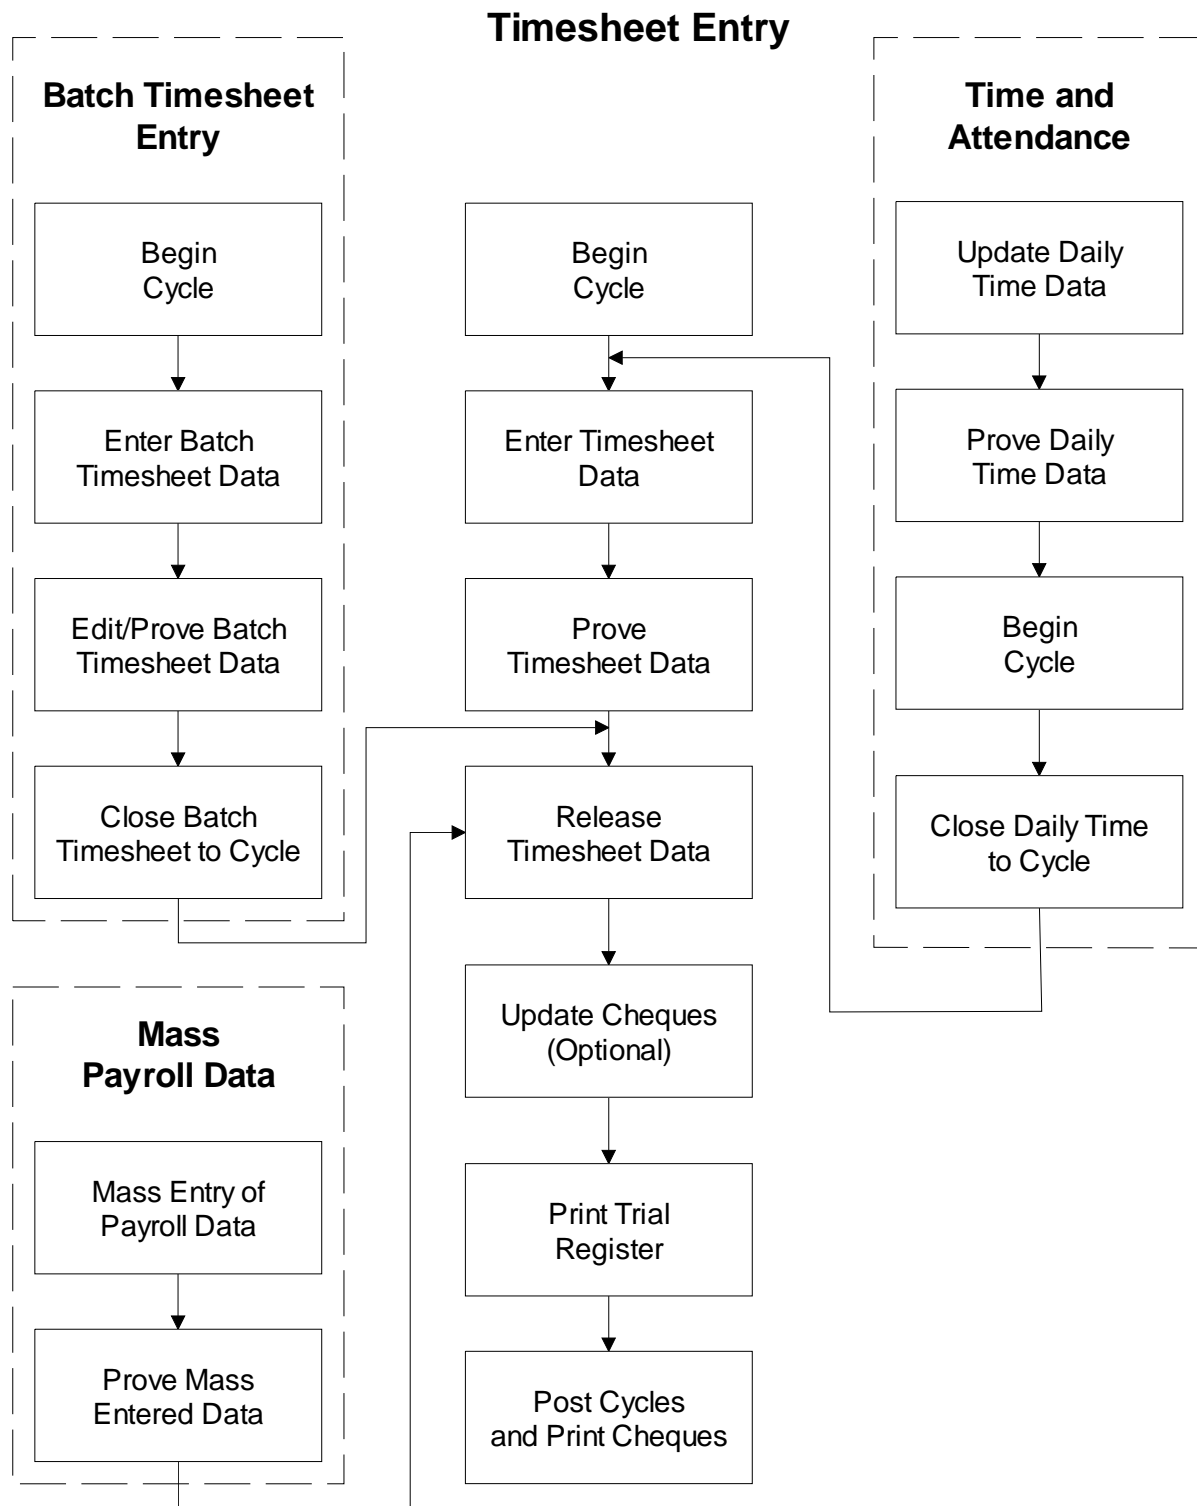 Timesheet Entry
Batch Timesheet
Entry
Begin
Cycle
Enter Batch
Timesheet Data
Edit/Prove Batch
Timesheet Data
Close Batch
Timesheet to Cycle
Mass
Payroll Data
Mass Entry of
Payroll Data
Prove Mass
Entered Data
Begin
Cycle
Enter Timesheet
Data
Prove
Timesheet Data
Release
Timesheet Data
Update Cheques
(Optional)
Print Trial
Register
Post Cycles
and Print Cheques
Time and
Attendance
Update Daily
Time Data
Prove Daily
Time Data
Begin
Cycle
Close Daily Time
to Cycle